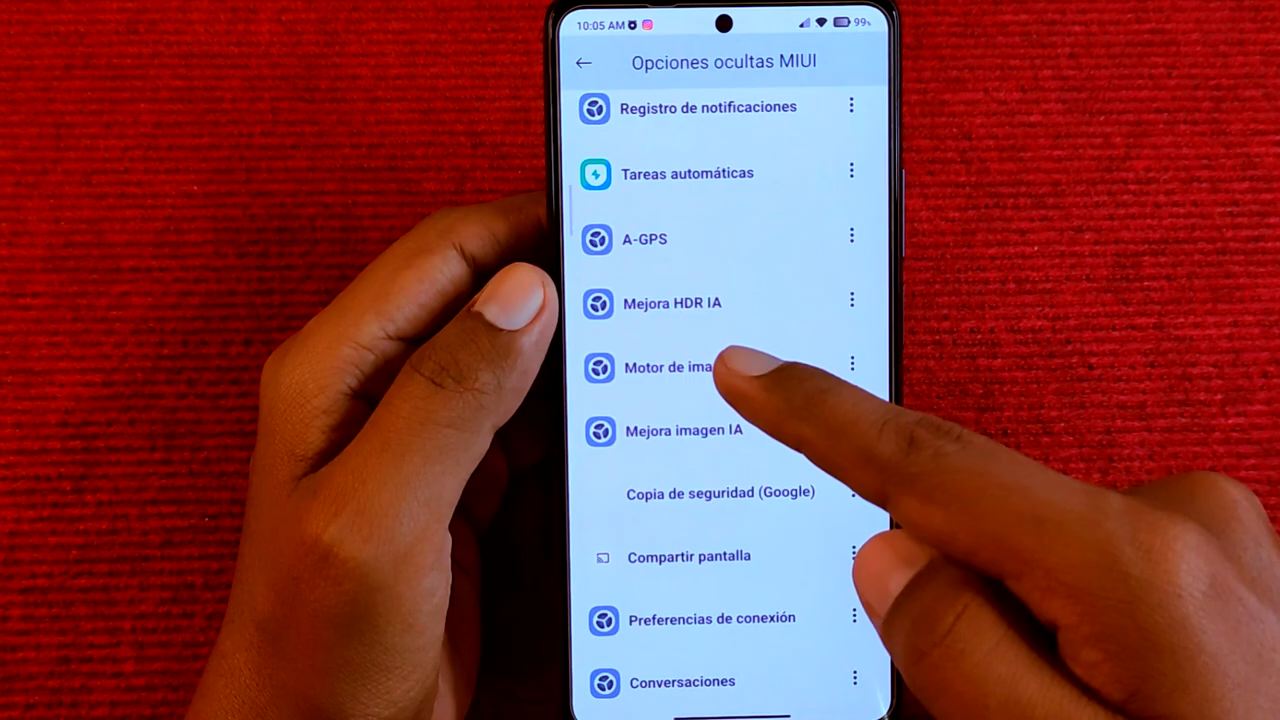 10:05 AM 99%
Opciones ocultas MIUI
Registro de notificaciones
Tareas automáticas
A-GPS
Mejora HDR IA
Motor de
Mejora imagen IA
Copia de seguridad (Google)
Compartir pantalla
Preferencias de conexión
Conversaciones